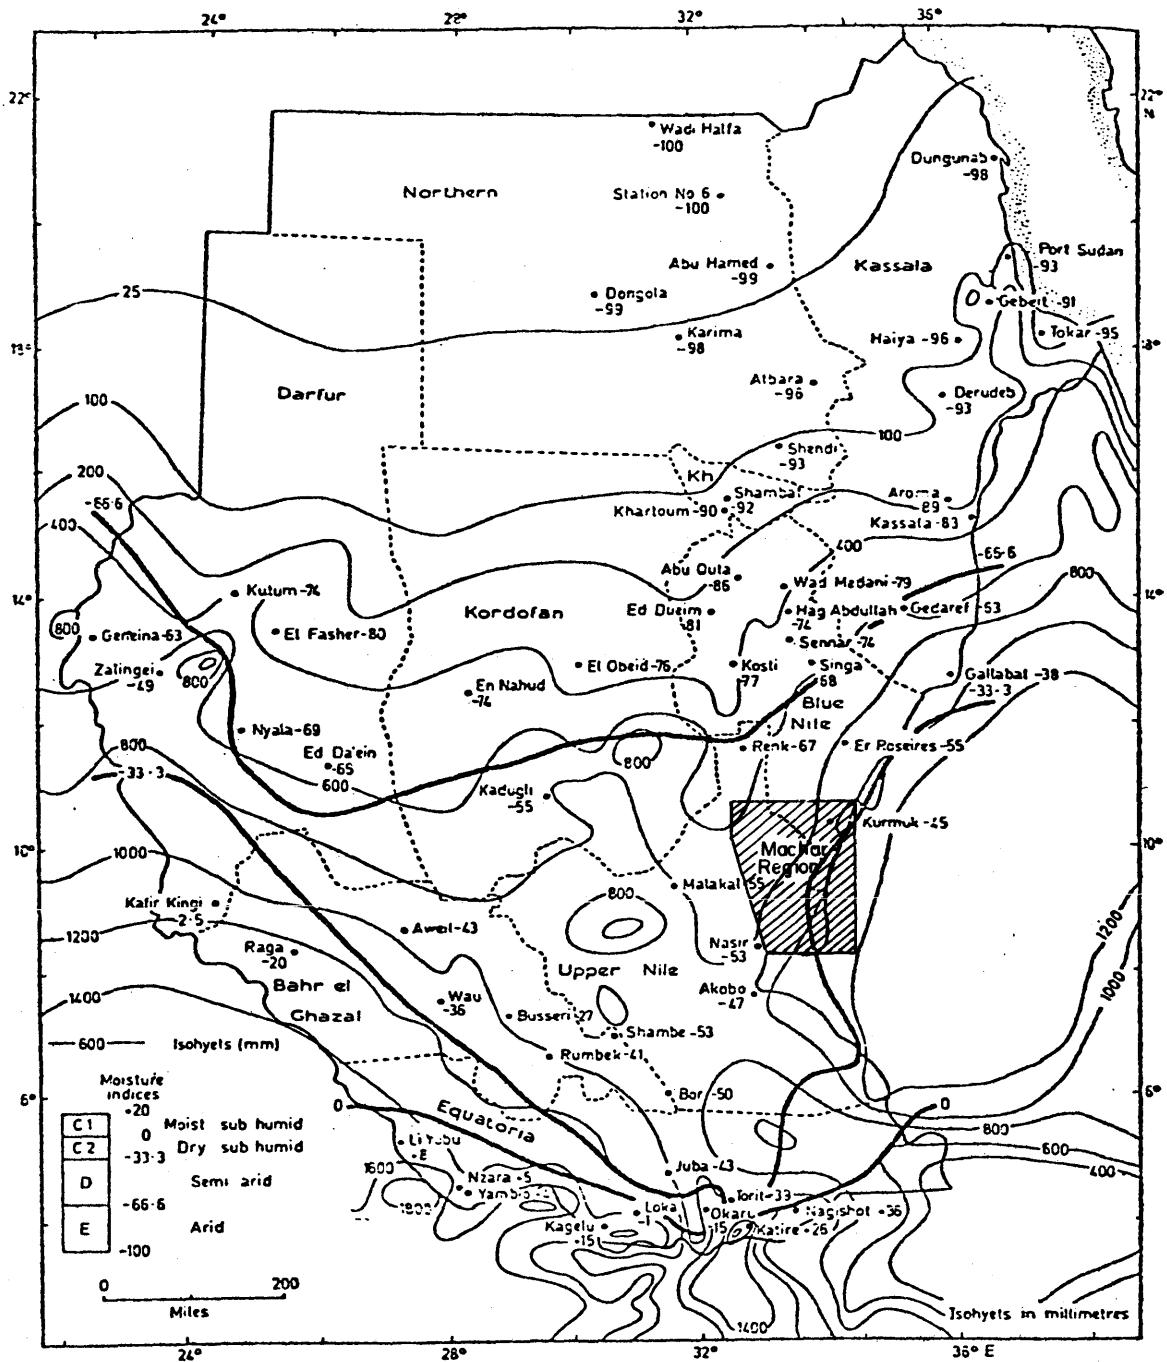 24°
28°
32°
36°
22°
22°
N
Wadi Halfa
-100
Dungunab
-98
Northern
Station No 6
-100
Port Sudan
-93
Abu Hamed
-99
Kassala
25
Dongola
-99
Gebeit -91
Karima
-98
Haiya -96
Tokar -95
18°
18°
Atbara
-96
Darfur
Derudeb
-93
100
100
Shendi
-93
200
Kh
Shambat
-92
Aroma
89
-66·6
Khartoum -90
Kassala -83
400
400
-65·6
Abu Outa
-86
800
14°
14°
Kutum -74
Wad Medani -79
Kordofan
Ed Dueim
-81
Hag Abdullah
-74
Gedaref -53
800
Geneina -63
El Fasher -80
Sennar -74
Zalingei
-49
800
El Obeid -76
Kosti
-77
Singa
-68
Gallabat -38
-33·3
En Nahud
-74
Blue
Nile
Nyala -69
800
Ed Da'ein
-65
Renk -67
Er Roseires -55
800
-33·3
600
Kadugli
-55
Kurmuk -45
10°
10°
1000
Machar
Region
Malakal -55
800
Kafir Kingi
2·5
1200
Aweil -43
1200
Raga
-20
Nasir
-53
Upper Nile
Bahr el
Ghazal
1000
1400
Wau
-36
Akobo
-47
Busseri -27
Shambe -53
600
Isohyets (mm)
Rumbek -41
Moisture
indices
6°
6°
Bor -50
0
0
Equatoria
+20
C1
Moist sub humid
0
C2
Dry sub humid
-33·3
800
600
400
D
Semi arid
-66·6
E
Arid
-100
1600
1800
Juba -43
Torit -39
Loka
-1
Okaru
-15
Nagishot +36
Kagelu
+15
Katire +26
0
200
Miles
1400
Isohyets in millimetres
24°
28°
32°
36° E